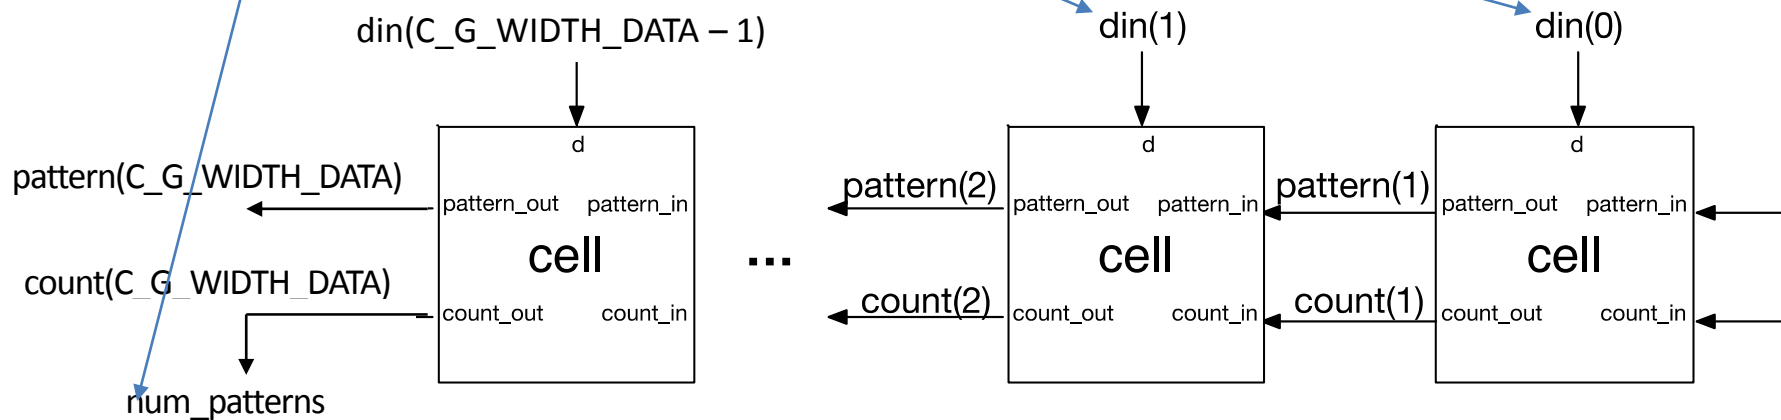 din(C_G_WIDTH_DATA – 1)
din(1)
din(0)
d
d
d
pattern(C_G_WIDTH_DATA)
pattern_out
pattern_in
pattern(2)
pattern_out
pattern_in
pattern(1)
pattern_out
pattern_in
cell
...
cell
cell
count(C_G_WIDTH_DATA)
count_out
count_in
count(2)
count_out
count_in
count(1)
count_out
count_in
num_patterns